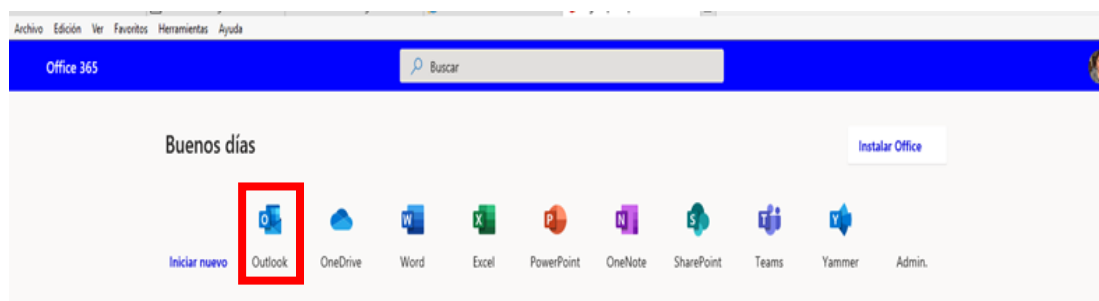 Archivo Edición Ver Favoritos Herramientas Ayuda
Office 365
Buscar
Buenos días
Instalar Office
Iniciar nuevo Outlook OneDrive Word Excel PowerPoint OneNote SharePoint Teams Yammer Admin.